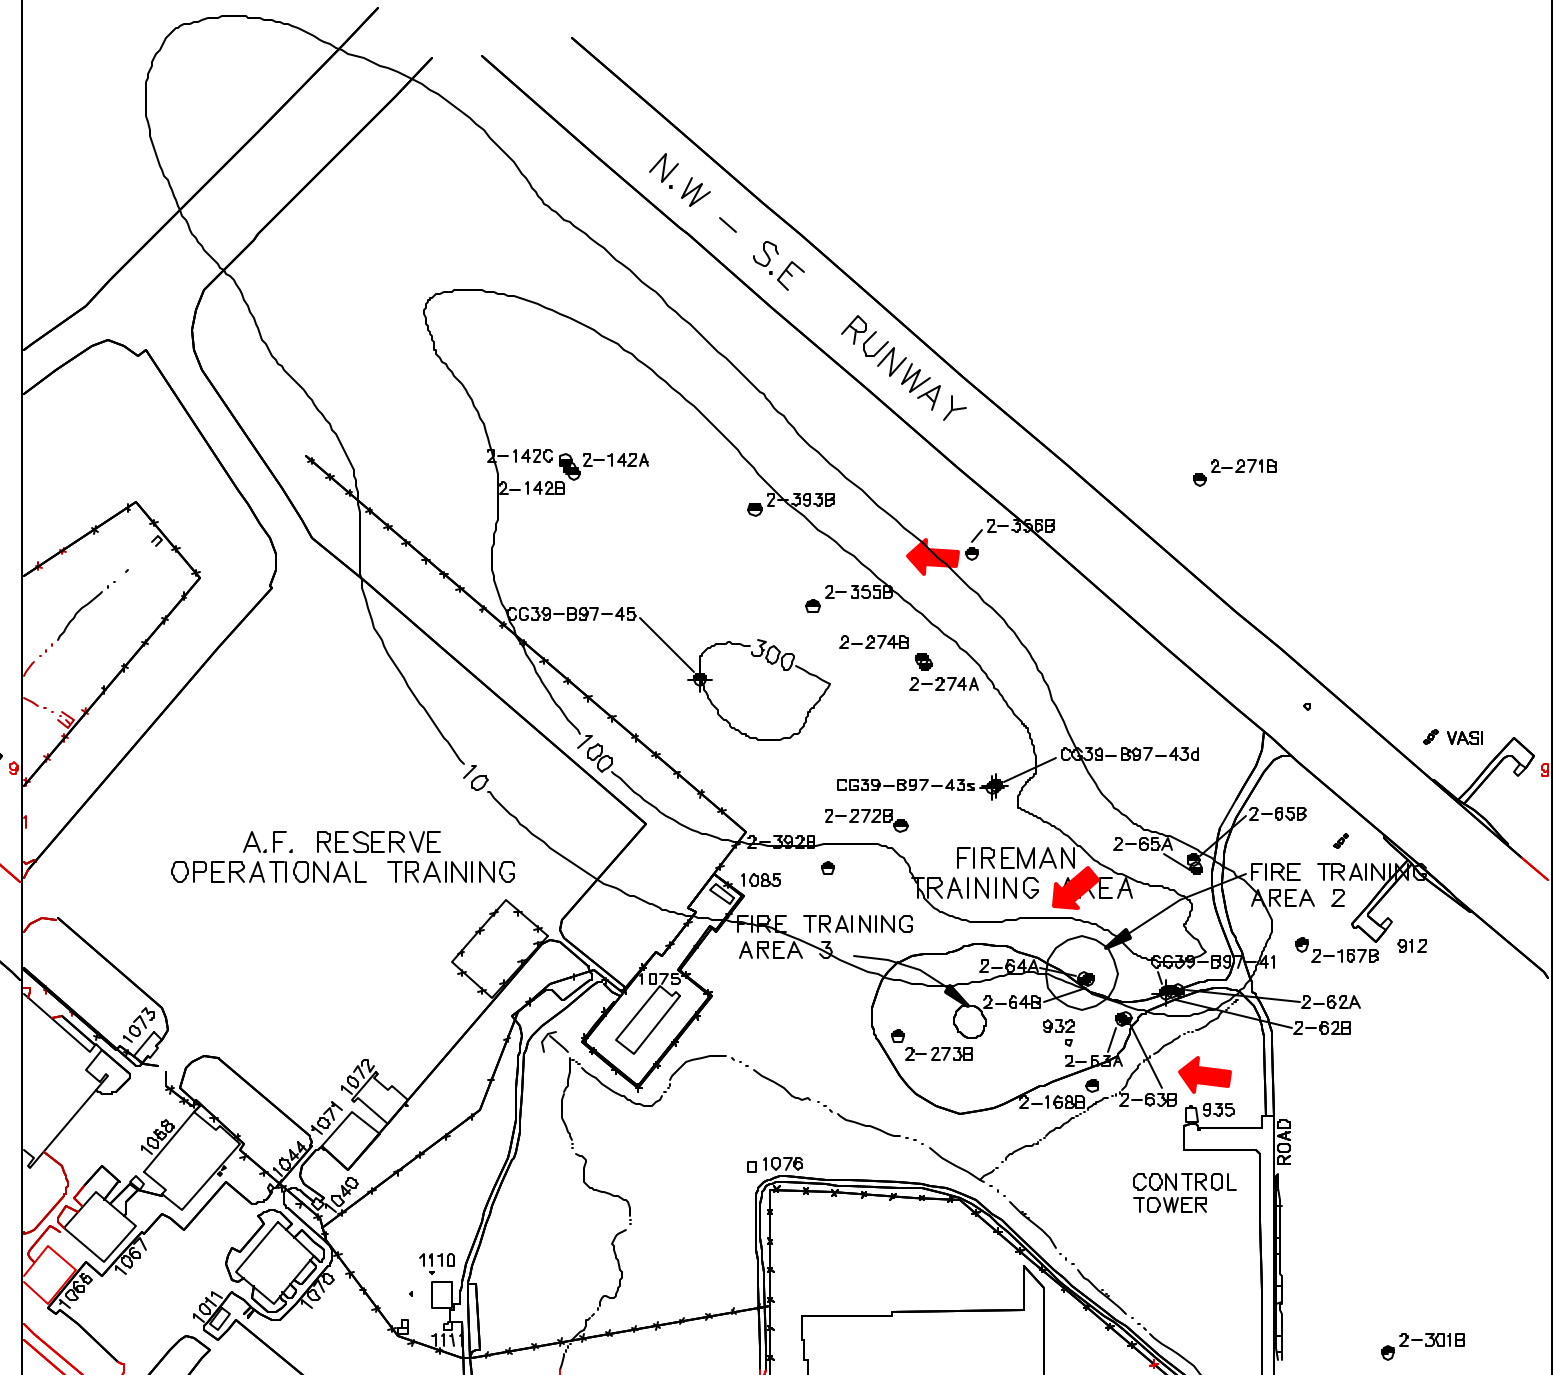 N.W - S.E RUNWAY
2-142C
2-142A
2-142B
2-393B
2-271B
2-356B
2-355B
CG39-B97-45
300
2-274B
2-274A
VASI
100
CG39-B97-43d
10
CG39-B97-43s
2-272B
2-65B
2-392B
2-65A
A.F. RESERVE
OPERATIONAL TRAINING
FIREMAN
TRAINING AREA
FIRE TRAINING
AREA 2
1085
FIRE TRAINING
AREA 3
912
2-167B
2-64A
CG39-B97-41
1075
2-64B
2-62A
932
2-62B
1073
2-273B
2-63A
1072
2-168B
2-63B
935
1071
1068
1044
ROAD
1076
CONTROL
TOWER
1040
1067
1110
1066
1070
1011
1111
2-301B